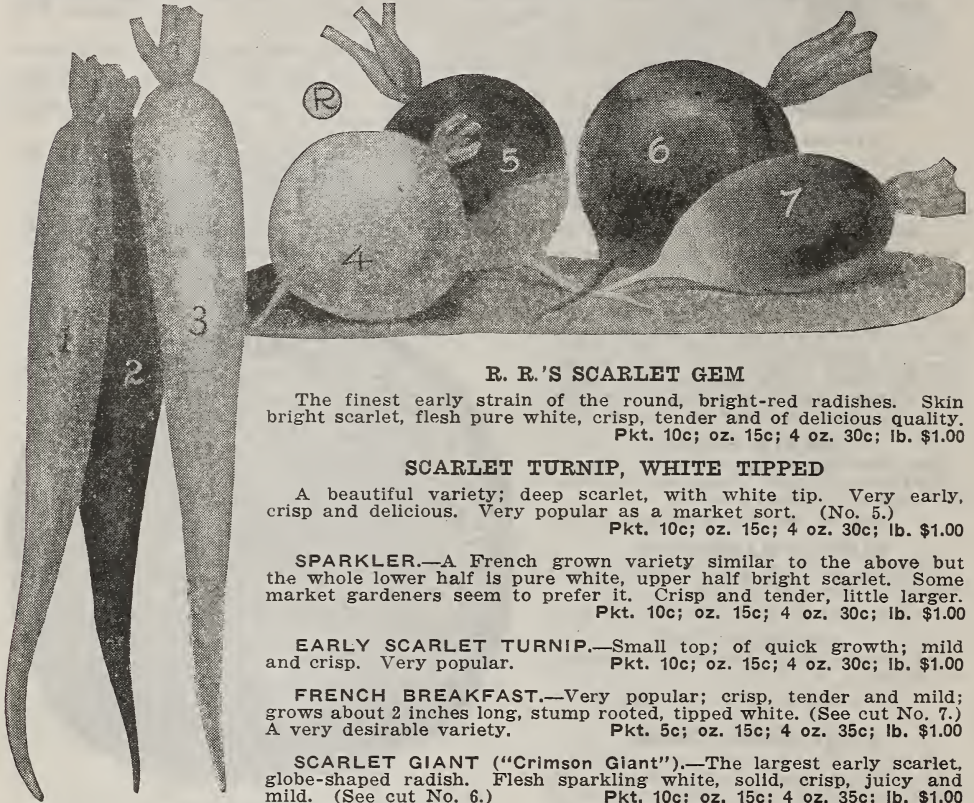 R
5
6
7
4
3
1
2
R. R.'S SCARLET GEM
The finest early strain of the round, bright-red radishes. Skin
bright scarlet, flesh pure white, crisp, tender and of delicious quality.
Pkt. 10c; oz. 15c; 4 oz. 30c; lb. $1.00
SCARLET TURNIP, WHITE TIPPED
A beautiful variety; deep scarlet, with white tip. Very early,
crisp and delicious. Very popular as a market sort. (No. 5.)
Pkt. 10c; oz. 15c; 4 oz. 30c; lb. $1.00
SPARKLER.—A French grown variety similar to the above but
the whole lower half is pure white, upper half bright scarlet. Some
market gardeners seem to prefer it. Crisp and tender, little larger.
Pkt. 10c; oz. 15c; 4 oz. 30c; lb. $1.00
EARLY SCARLET TURNIP.—Small top; of quick growth; mild
and crisp. Very popular. Pkt. 10c; oz. 15c; 4 oz. 30c; lb. $1.00
FRENCH BREAKFAST.—Very popular; crisp, tender and mild;
grows about 2 inches long, stump rooted, tipped white. (See cut No. 7.)
A very desirable variety. Pkt. 5c; oz. 15c; 4 oz. 35c; lb. $1.00
SCARLET GIANT ("Crimson Giant").—The largest early scarlet,
globe-shaped radish. Flesh sparkling white, solid, crisp, juicy and
mild. (See cut No. 6.) Pkt. 10c; oz. 15c; 4 oz. 35c; lb. $1.00